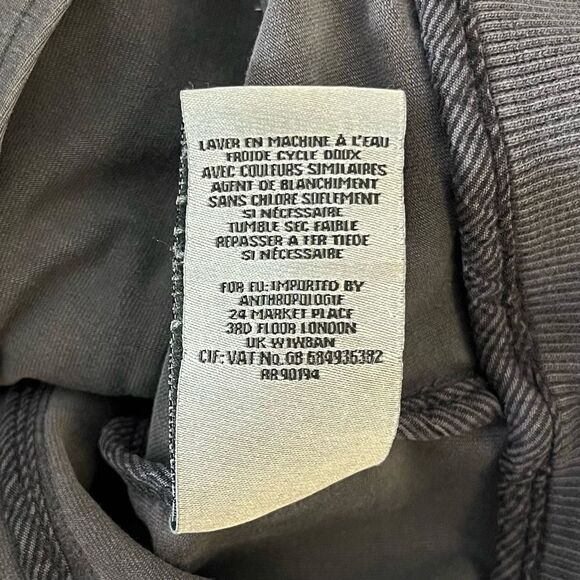 LAVER EN MACHINE À L'EAU
FROIDE CYCLE DOUX
AVEC COULEURS SIMILAIRES
AGENT DE BLANCHIMENT
SANS CHLORE SUELEMENT
SI NÉCESSAIRE
TUMBLE SEC FAIBLE
REPASSER A FER TIEDE
SI NÉCESSAIRE
FOR EU: IMPORTED BY
ANTHROPOLOGIE
24 MARKET PLACE
3RD FLOOR LONDON
UK W1W8AN
CIF: VAT No. GB 684936382
RR90194